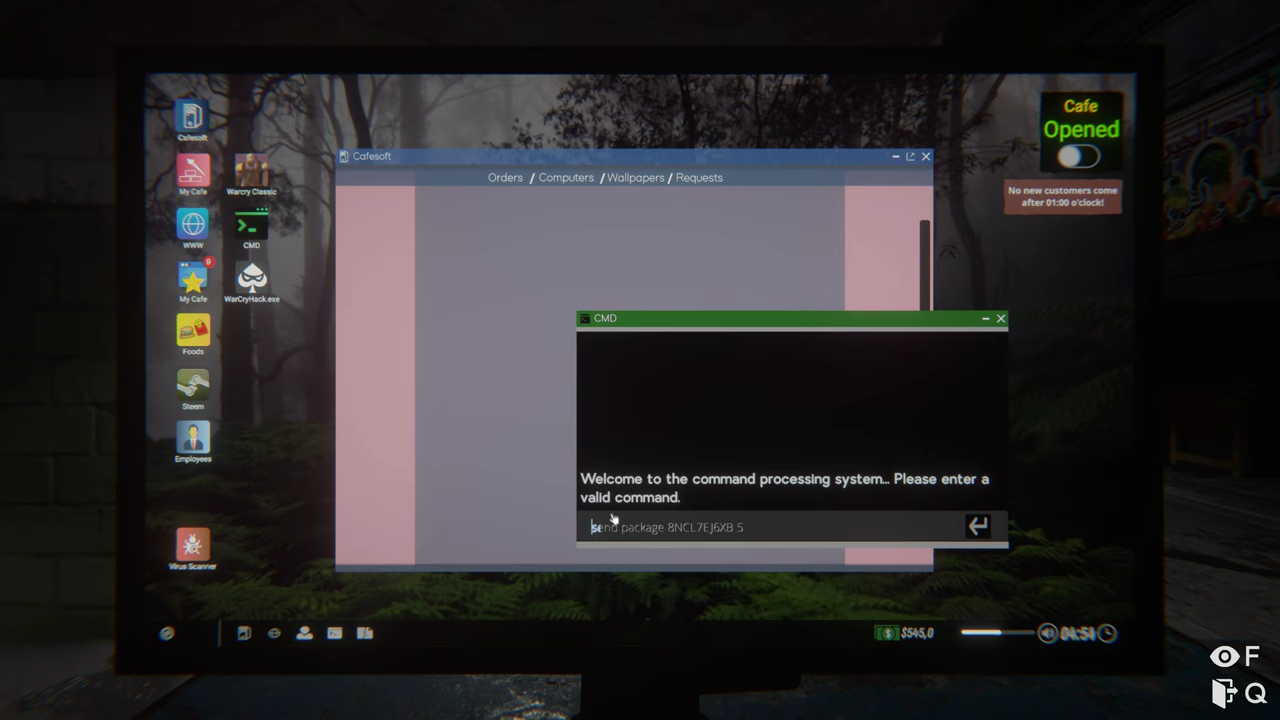 Cafesoft
My Cafe
Warcry Classic
WWW
CMD
My Cafe
9
WarCryHack.exe
Foods
Steem
Employees
Virus Scanner
Cafesoft
Orders / Computers / Wallpapers / Requests
CMD
Welcome to the command processing system... Please enter a
valid command.
send package 8NCL7EJ6XB 5
Cafe
Opened
No new customers come
after 01:00 o'clock!
$545,0
04:51
F
Q